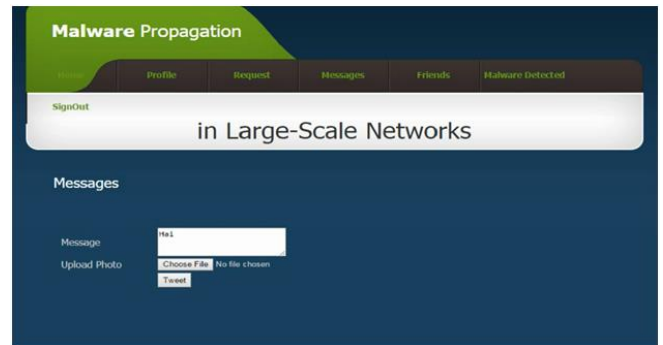 Malware Propagation
Home Profile Request Messages Friends Malware Detected
SignOut
in Large-Scale Networks
Messages
Message Hai
Upload Photo Choose File No file chosen
Tweet